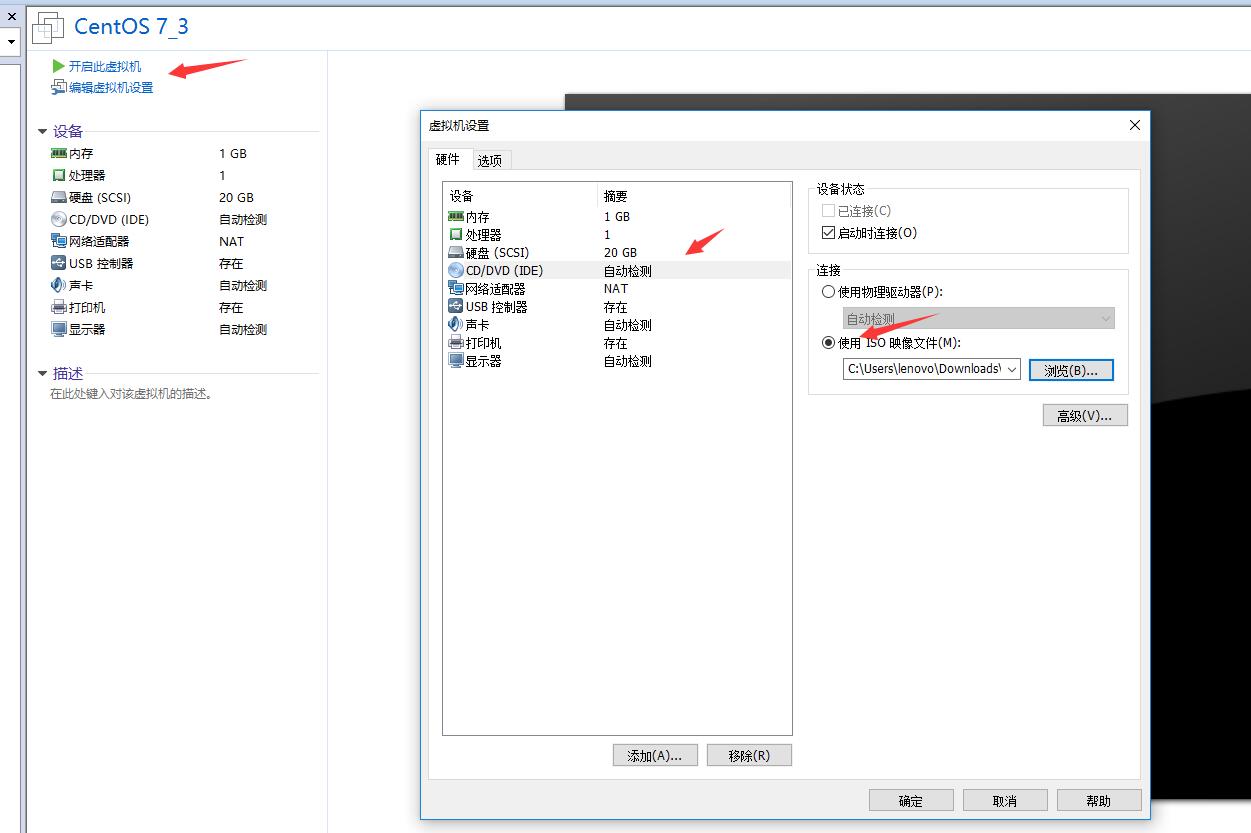 CentOS 7_3
开启此虚拟机
编辑虚拟机设置
设备
内存 1 GB
处理器 1
硬盘 (SCSI) 20 GB
CD/DVD (IDE) 自动检测
网络适配器 NAT
USB 控制器 存在
声卡 自动检测
打印机 存在
显示器 自动检测
描述
在此处键入对该虚拟机的描述。
虚拟机设置
硬件 选项
设备 摘要
内存 1 GB
处理器 1
硬盘 (SCSI) 20 GB
CD/DVD (IDE) 自动检测
网络适配器 NAT
USB 控制器 存在
声卡 自动检测
打印机 存在
显示器 自动检测
添加(A)... 移除(R)
设备状态
已连接(C)
启动时连接(O)
连接
使用物理驱动器(P):
自动检测
使用 ISO 映像文件(M):
C:\Users\lenovo\Downloads\ 浏览(B)...
高级(V)...
确定 取消 帮助